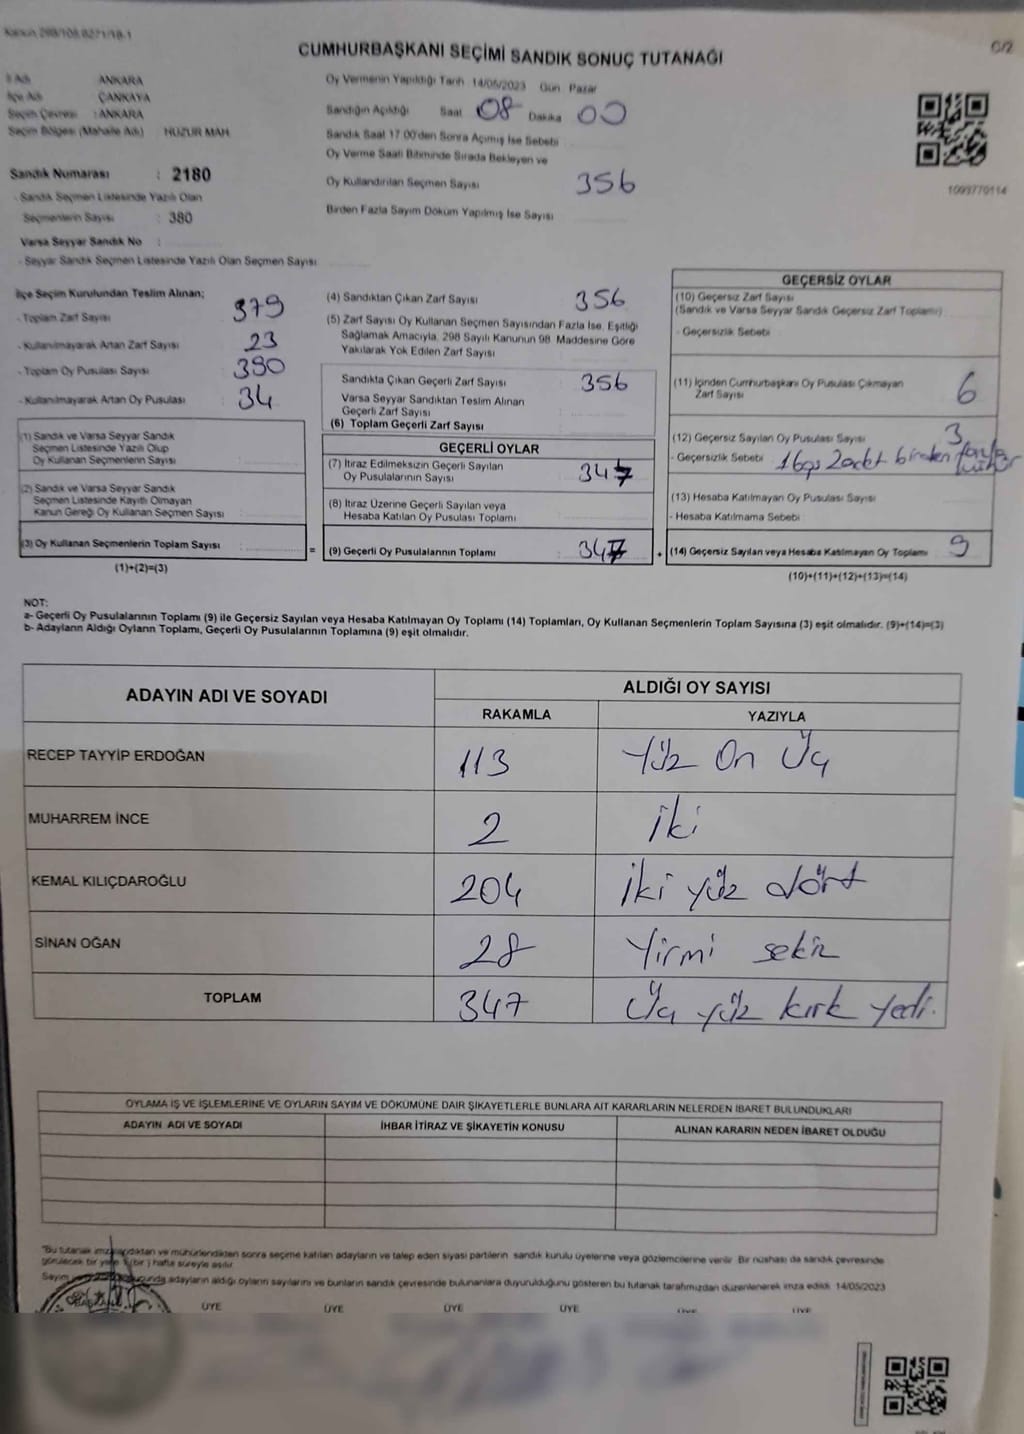 Kanun 298/105,8271/19-1
C/2
CUMHURBAŞKANI SEÇİMİ SANDIK SONUÇ TUTANAĞI
İl Adı ANKARA
İlçe Adı ÇANKAYA
Seçim Çevresi : ANKARA
Seçim Bölgesi (Mahalle Adı) HUZUR MAH.
Sandık Numarası : 2180
- Sandık Seçmen Listesinde Yazılı Olan
Seçmenlerin Sayısı : 380
Varsa Seyyar Sandık No :
- Seyyar Sandık Seçmen Listesinde Yazılı Olan Seçmen Sayısı
Oy Vermenin Yapıldığı Tarih 14/05/2023 Gün Pazar
Sandığın Açıldığı Saat 08 Dakika 00
Sandık Saat 17.00'den Sonra Açılmış İse Sebebi
Oy Verme Saati Bitiminde Sırada Bekleyen ve
Oy Kullandırılan Seçmen Sayısı 356
Birden Fazla Sayım Döküm Yapılmış İse Sayısı
1093770114
İlçe Seçim Kurulundan Teslim Alınan;
- Toplam Zarf Sayısı 379
- Kullanılmayarak Artan Zarf Sayısı 23
- Toplam Oy Pusulası Sayısı 390
- Kullanılmayarak Artan Oy Pusulası 34
(1) Sandık ve Varsa Seyyar Sandık
Seçmen Listesinde Yazılı Olup
Oy Kullanan Seçmenlerin Sayısı
(2) Sandık ve Varsa Seyyar Sandık
Seçmen Listesinde Kayıtlı Olmayan
Kanun Gereği Oy Kullanan Seçmen Sayısı
(3) Oy Kullanan Seçmenlerin Toplam Sayısı =
(1)+(2)=(3)
(4) Sandıktan Çıkan Zarf Sayısı 356
(5) Zarf Sayısı Oy Kullanan Seçmen Sayısından Fazla İse, Eşitliği
Sağlamak Amacıyla, 298 Sayılı Kanunun 98. Maddesine Göre
Yakılarak Yok Edilen Zarf Sayısı
Sandıkta Çıkan Geçerli Zarf Sayısı 356
Varsa Seyyar Sandıktan Teslim Alınan
Geçerli Zarf Sayısı
(6) Toplam Geçerli Zarf Sayısı
GEÇERLİ OYLAR
(7) İtiraz Edilmeksizin Geçerli Sayılan
Oy Pusulasının Sayısı 347
(8) İtiraz Üzerine Geçerli Sayılan veya
Hesaba Katılan Oy Pusulası Toplamı
(9) Geçerli Oy Pusulalarının Toplamı : 347 +
GEÇERSİZ OYLAR
(10) Geçersiz Zarf Sayısı
(Sandık ve Varsa Seyyar Sandık Geçersiz Zarf Toplamı)
- Geçersizlik Sebebi
(11) İçinden Cumhurbaşkanı Oy Pusulası Çıkmayan
Zarf Sayısı 6
(12) Geçersiz Sayılan Oy Pusulası Sayısı 3
- Geçersizlik Sebebi 1 boş 2 adet birden fazla mühür
(13) Hesaba Katılmayan Oy Pusulası Sayısı
- Hesaba Katılmama Sebebi
(14) Geçersiz Sayılan veya Hesaba Katılmayan Oy Toplamı 9
(10)+(11)+(12)+(13)=(14)
NOT:
a- Geçerli Oy Pusulalarının Toplamı (9) ile Geçersiz Sayılan veya Hesaba Katılmayan Oy Toplamı (14) Toplamları, Oy Kullanan Seçmenlerin Toplam Sayısına (3) eşit olmalıdır. (9)+(14)=(3)
b- Adayların Aldığı Oyların Toplamı, Geçerli Oy Pusulalarının Toplamına (9) eşit olmalıdır.
ADAYIN ADI VE SOYADI ALDIĞI OY SAYISI
RAKAMLA YAZIYLA
RECEP TAYYİP ERDOĞAN 113 Yüz On Üç
MUHARREM İNCE 2 iki
KEMAL KILIÇDAROĞLU 204 iki yüz dört
SİNAN OĞAN 28 Yirmi sekiz
TOPLAM 347 Üç yüz kırk yedi.
OYLAMA İŞ VE İŞLEMLERİNE VE OYLARIN SAYIM VE DÖKÜMÜNE DAİR ŞİKAYETLERLE BUNLARA AİT KARARLARIN NELERDEN İBARET BULUNDUKLARI
ADAYIN ADI VE SOYADI İHBAR İTİRAZ VE ŞİKAYETİN KONUSU ALINAN KARARIN NEDEN İBARET OLDUĞU
"Bu tutanak imzalandıktan ve mühürlendikten sonra seçime katılan adayların ve talep eden siyasi partilerin sandık kurulu üyelerine veya gözlemcilerine verilir. Bir nüshası da sandık çevresinde
görülecek bir yere 1 (bir) hafta süreyle asılır.
Sayım adayların aldığı oyların sayılarını ve bunların sandık çevresinde bulunanlara duyurulduğunu gösteren bu tutanak tarafımızdan düzenlenerek imza edildi. 14/05/2023
BAŞKAN ÜYE ÜYE ÜYE ÜYE ÜYE ÜYE